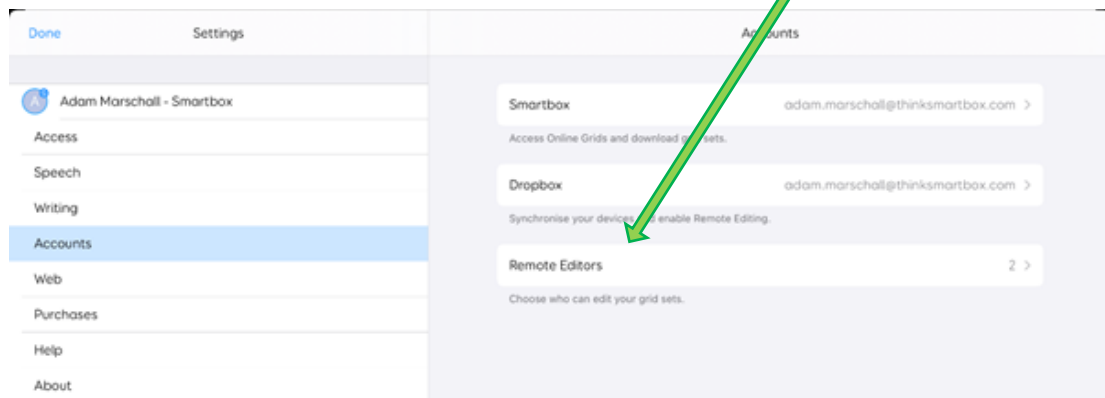 Done Settings Accounts
Adam Marschall - Smartbox
Access
Speech
Writing
Accounts
Web
Purchases
Help
About
Smartbox adam.marschall@thinksmartbox.com >
Access Online Grids and download grid sets.
Dropbox adam.marschall@thinksmartbox.com >
Synchronise your devices and enable Remote Editing.
Remote Editors 2 >
Choose who can edit your grid sets.